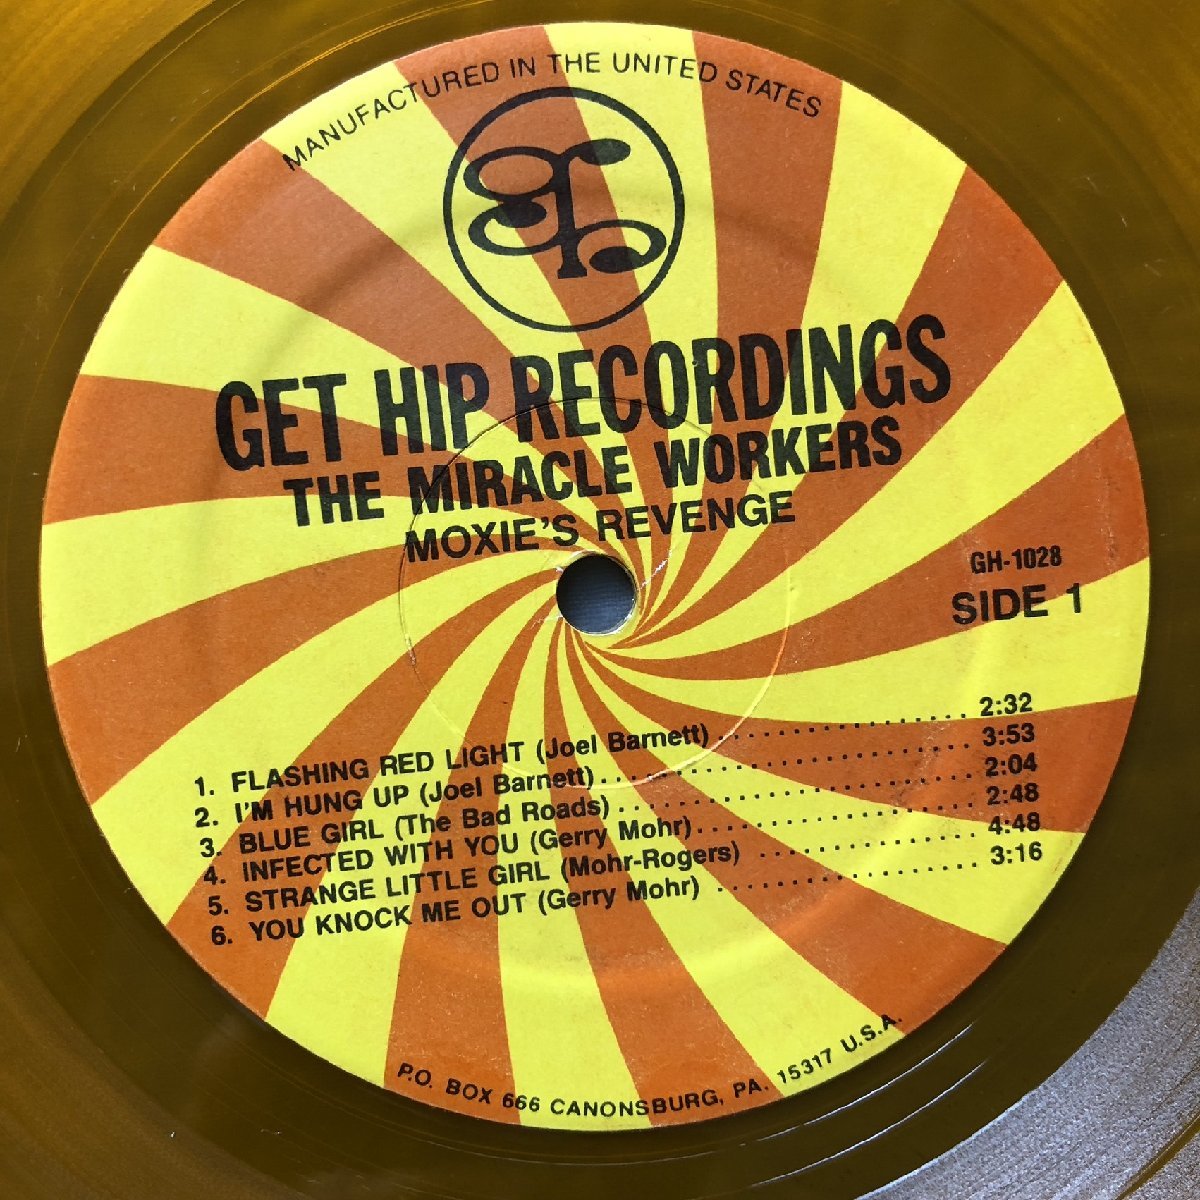 MANUFACTURED IN THE UNITED STATES
GET HIP RECORDINGS
THE MIRACLE WORKERS
MOXIE'S REVENGE
GH-1028
SIDE 1
1. FLASHING RED LIGHT (Joel Barnett) . . . . . . . . . . . . . . . . . 2:32
2. I'M HUNG UP (Joel Barnett) . . . . . . . . . . . . . . . . . . . . . . . . 3:53
3. BLUE GIRL (The Bad Roads) . . . . . . . . . . . . . . . . . . . . . . . 2:04
4. INFECTED WITH YOU (Gerry Mohr) . . . . . . . . . . . . . . . . . . 2:48
5. STRANGE LITTLE GIRL (Mohr-Rogers) . . . . . . . . . . . . . . 4:48
6. YOU KNOCK ME OUT (Gerry Mohr) . . . . . . . . . . . . . . . . . 3:16
P.O. BOX 666 CANONSBURG, PA. 15317 U.S.A.